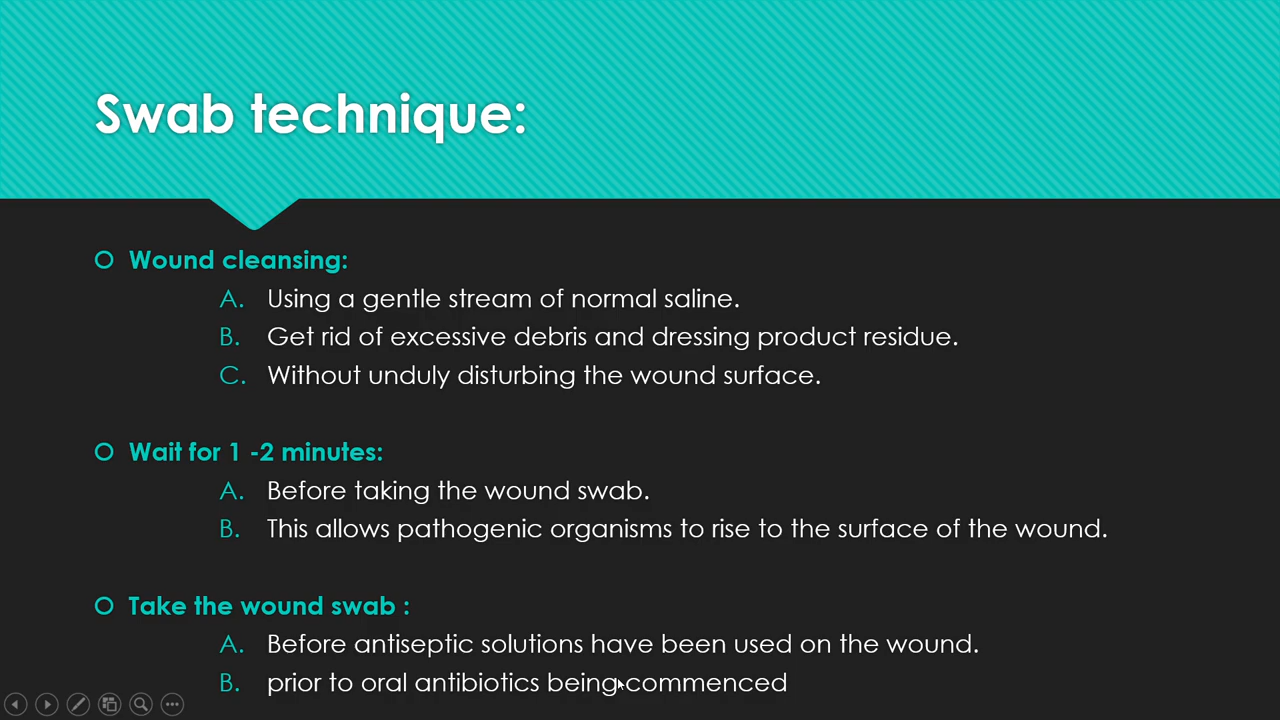 Swab technique:
Wound cleansing:
A. Using a gentle stream of normal saline.
B. Get rid of excessive debris and dressing product residue.
C. Without unduly disturbing the wound surface.
Wait for 1 -2 minutes:
A. Before taking the wound swab.
B. This allows pathogenic organisms to rise to the surface of the wound.
Take the wound swab :
A. Before antiseptic solutions have been used on the wound.
B. prior to oral antibiotics being commenced